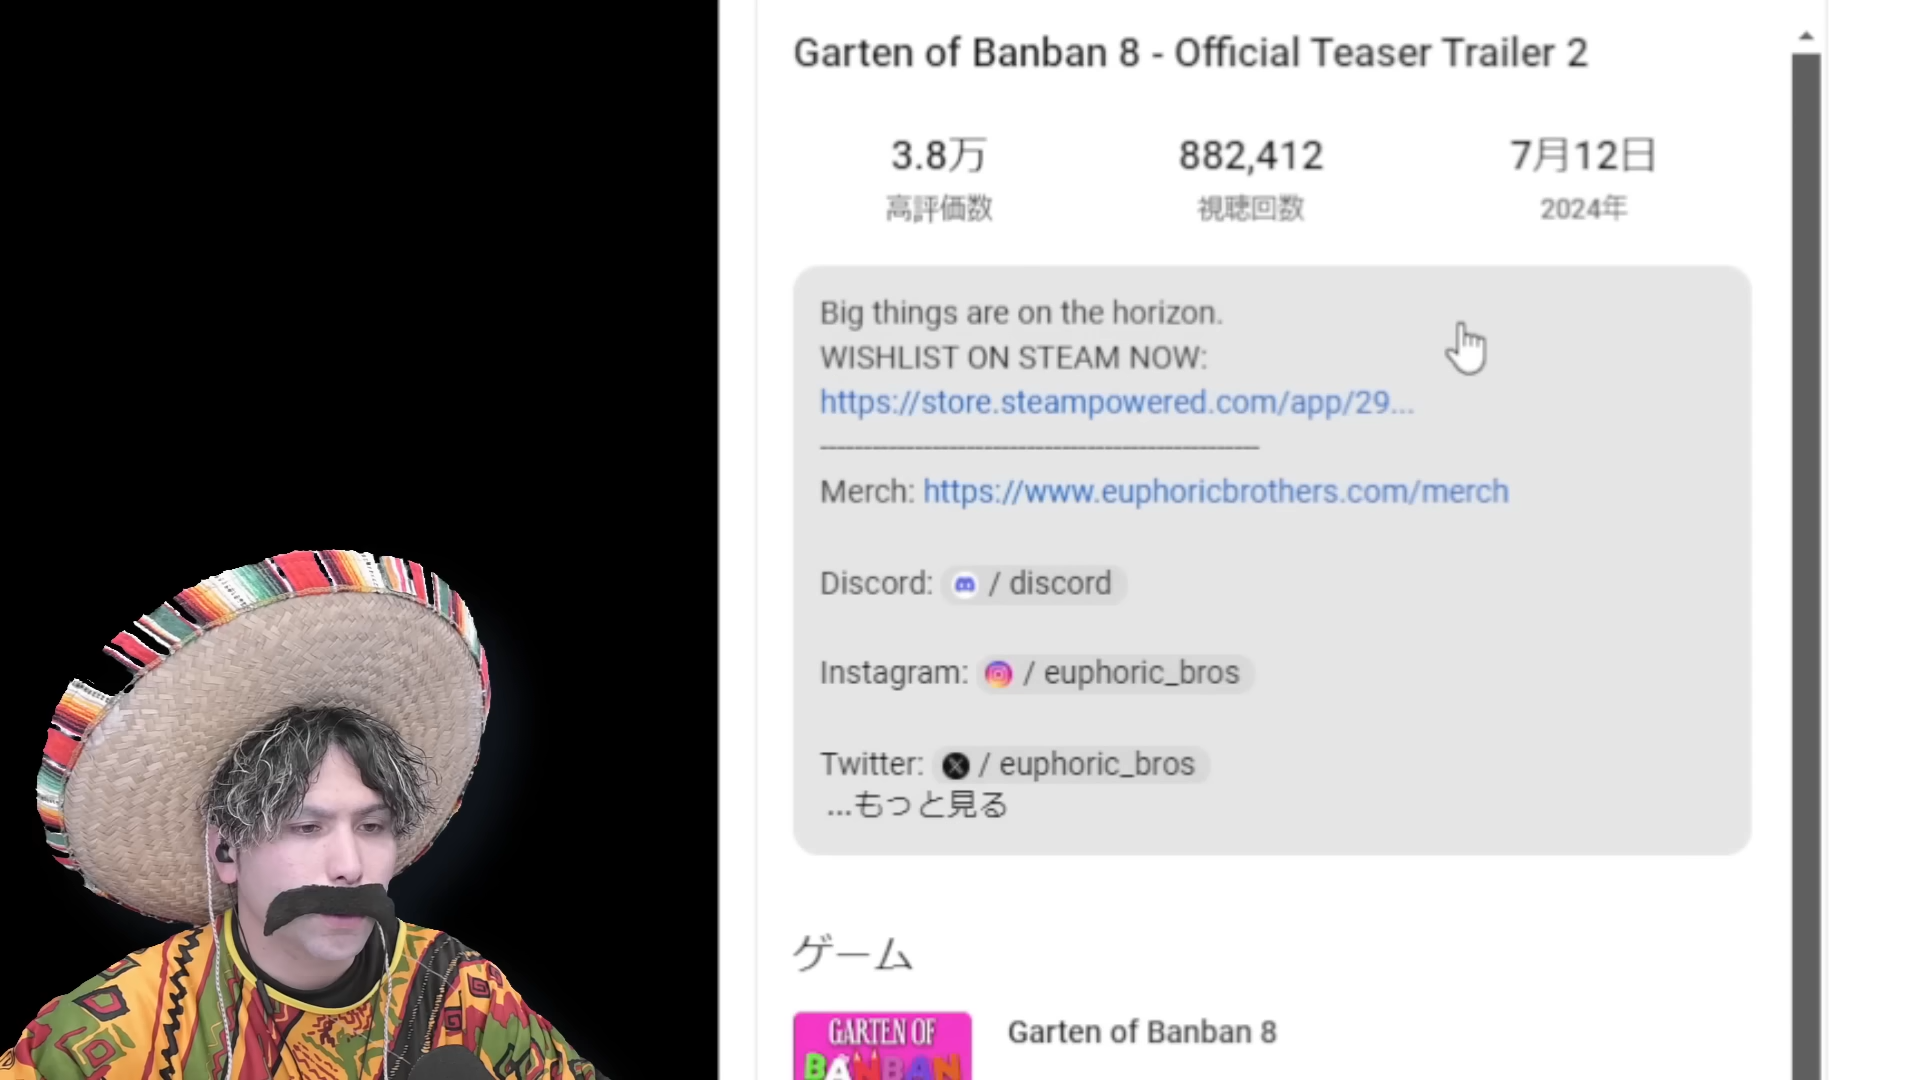 Garten of Banban 8 - Official Teaser Trailer 2
3.8万 882,412 7月12日
高評価数 視聴回数 2024年
Big things are on the horizon.
WISHLIST ON STEAM NOW:
https://store.steampowered.com/app/29...
Merch: https://www.euphoricbrothers.com/merch
Discord: / discord
Instagram: / euphoric_bros
Twitter: / euphoric_bros
...もっと見る
ゲーム
GARTEN OF
BANBAN
Garten of Banban 8